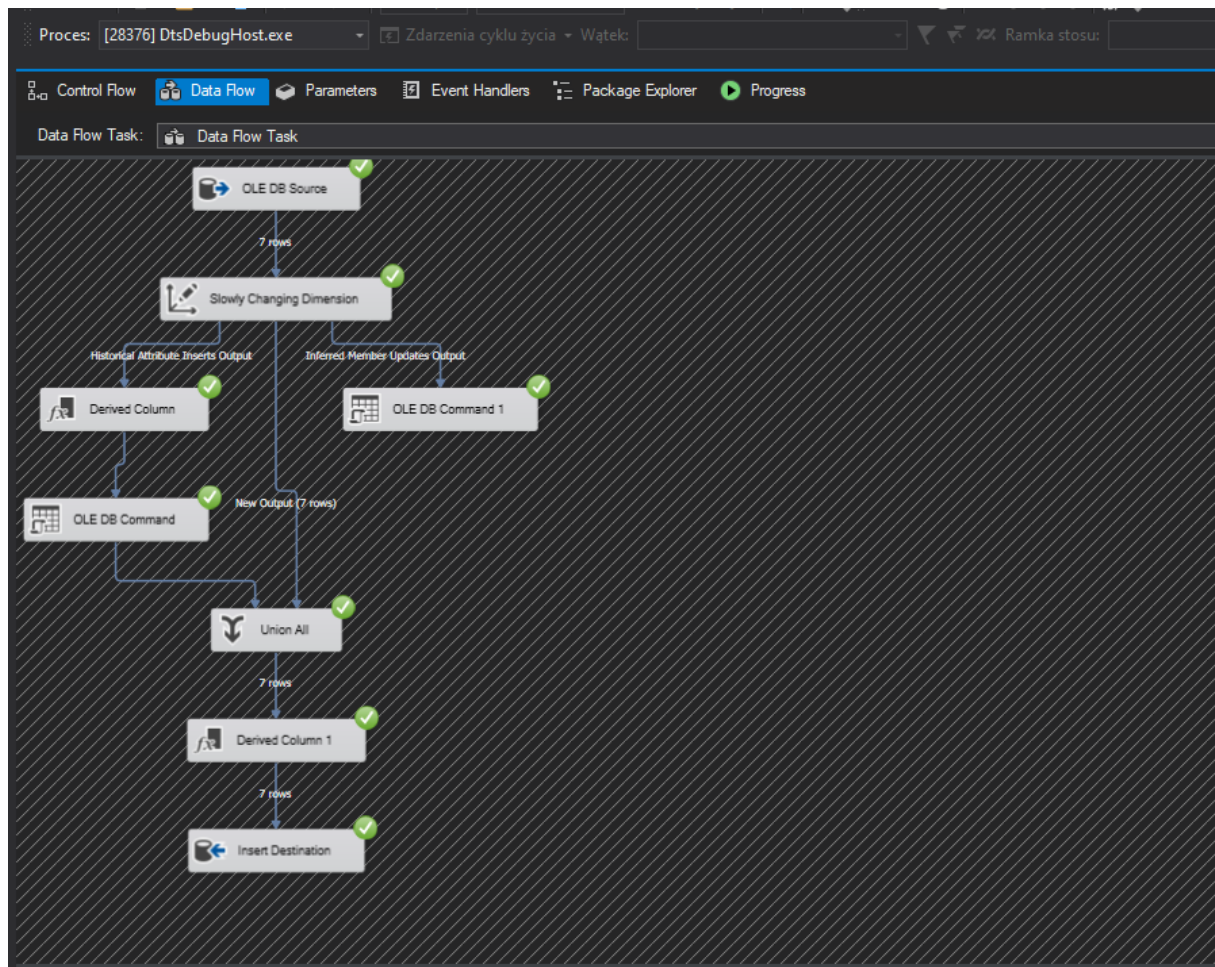 Proces: [28376] DtsDebugHost.exe Zdarzenia cyklu życia Wątek: Ramka stosu:
Control Flow Data Flow Parameters Event Handlers Package Explorer Progress
Data Flow Task: Data Flow Task
OLE DB Source
7 rows
Slowly Changing Dimension
Historical Attribute Inserts Output Inferred Member Updates Output
Derived Column OLE DB Command 1
New Output (7 rows)
OLE DB Command
Union All
7 rows
Derived Column 1
7 rows
Insert Destination